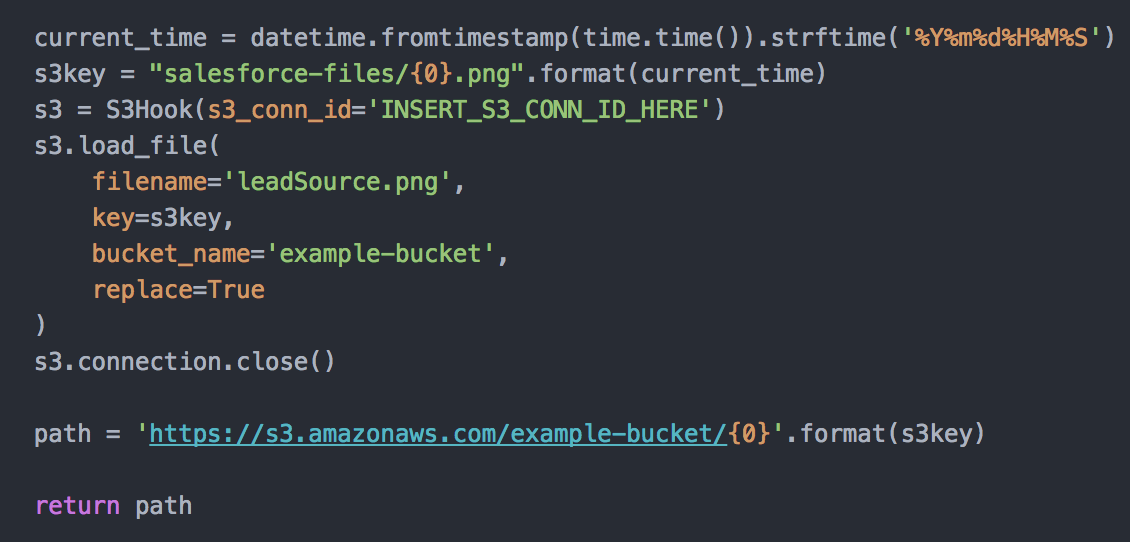 current_time = datetime.fromtimestamp(time.time()).strftime('%Y%m%d%H%M%S')
s3key = "salesforce-files/{0}.png".format(current_time)
s3 = S3Hook(s3_conn_id='INSERT_S3_CONN_ID_HERE')
s3.load_file(
    filename='leadSource.png',
    key=s3key,
    bucket_name='example-bucket',
    replace=True
)
s3.connection.close()

path = 'https://s3.amazonaws.com/example-bucket/{0}'.format(s3key)

return path